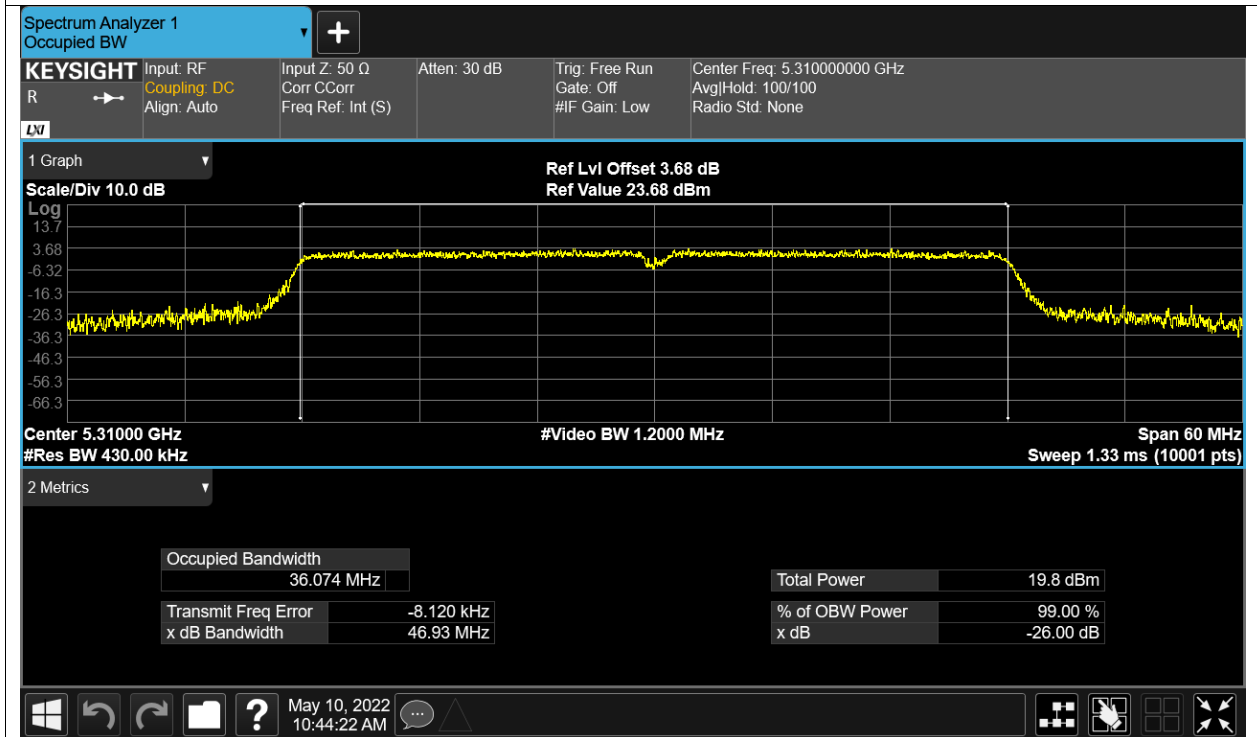 Spectrum Analyzer 1
Occupied BW
KEYSIGHT
R
LXI
Input: RF
Coupling: DC
Align: Auto
Input Z: 50 Ω
Corr CCorr
Freq Ref: Int (S)
Atten: 30 dB
Trig: Free Run
Gate: Off
#IF Gain: Low
Center Freq: 5.310000000 GHz
Avg|Hold: 100/100
Radio Std: None
1 Graph
Scale/Div 10.0 dB
Ref Lvl Offset 3.68 dB
Ref Value 23.68 dBm
Log
13.7
3.68
-6.32
-16.3
-26.3
-36.3
-46.3
-56.3
-66.3
Center 5.31000 GHz
#Res BW 430.00 kHz
#Video BW 1.2000 MHz
Span 60 MHz
Sweep 1.33 ms (10001 pts)
2 Metrics
Occupied Bandwidth
36.074 MHz
Transmit Freq Error -8.120 kHz
x dB Bandwidth 46.93 MHz
Total Power 19.8 dBm
% of OBW Power 99.00 %
x dB -26.00 dB
?
May 10, 2022
10:44:22 AM